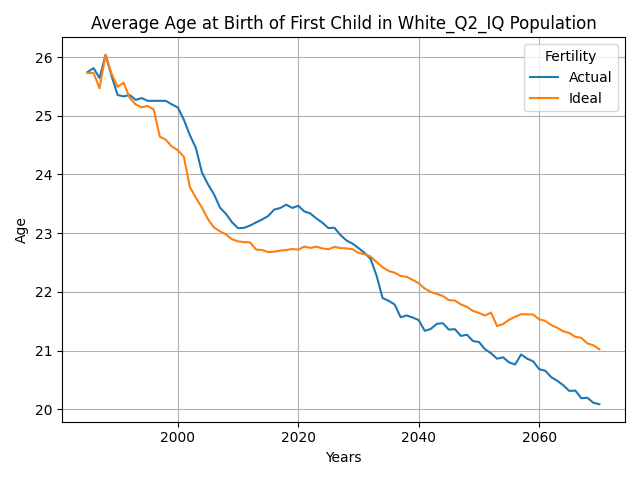 Average Age at Birth of First Child in White_Q2_IQ Population
Fertility
Actual
Ideal
Age
26
25
24
23
22
21
20
2000
2020
2040
2060
Years